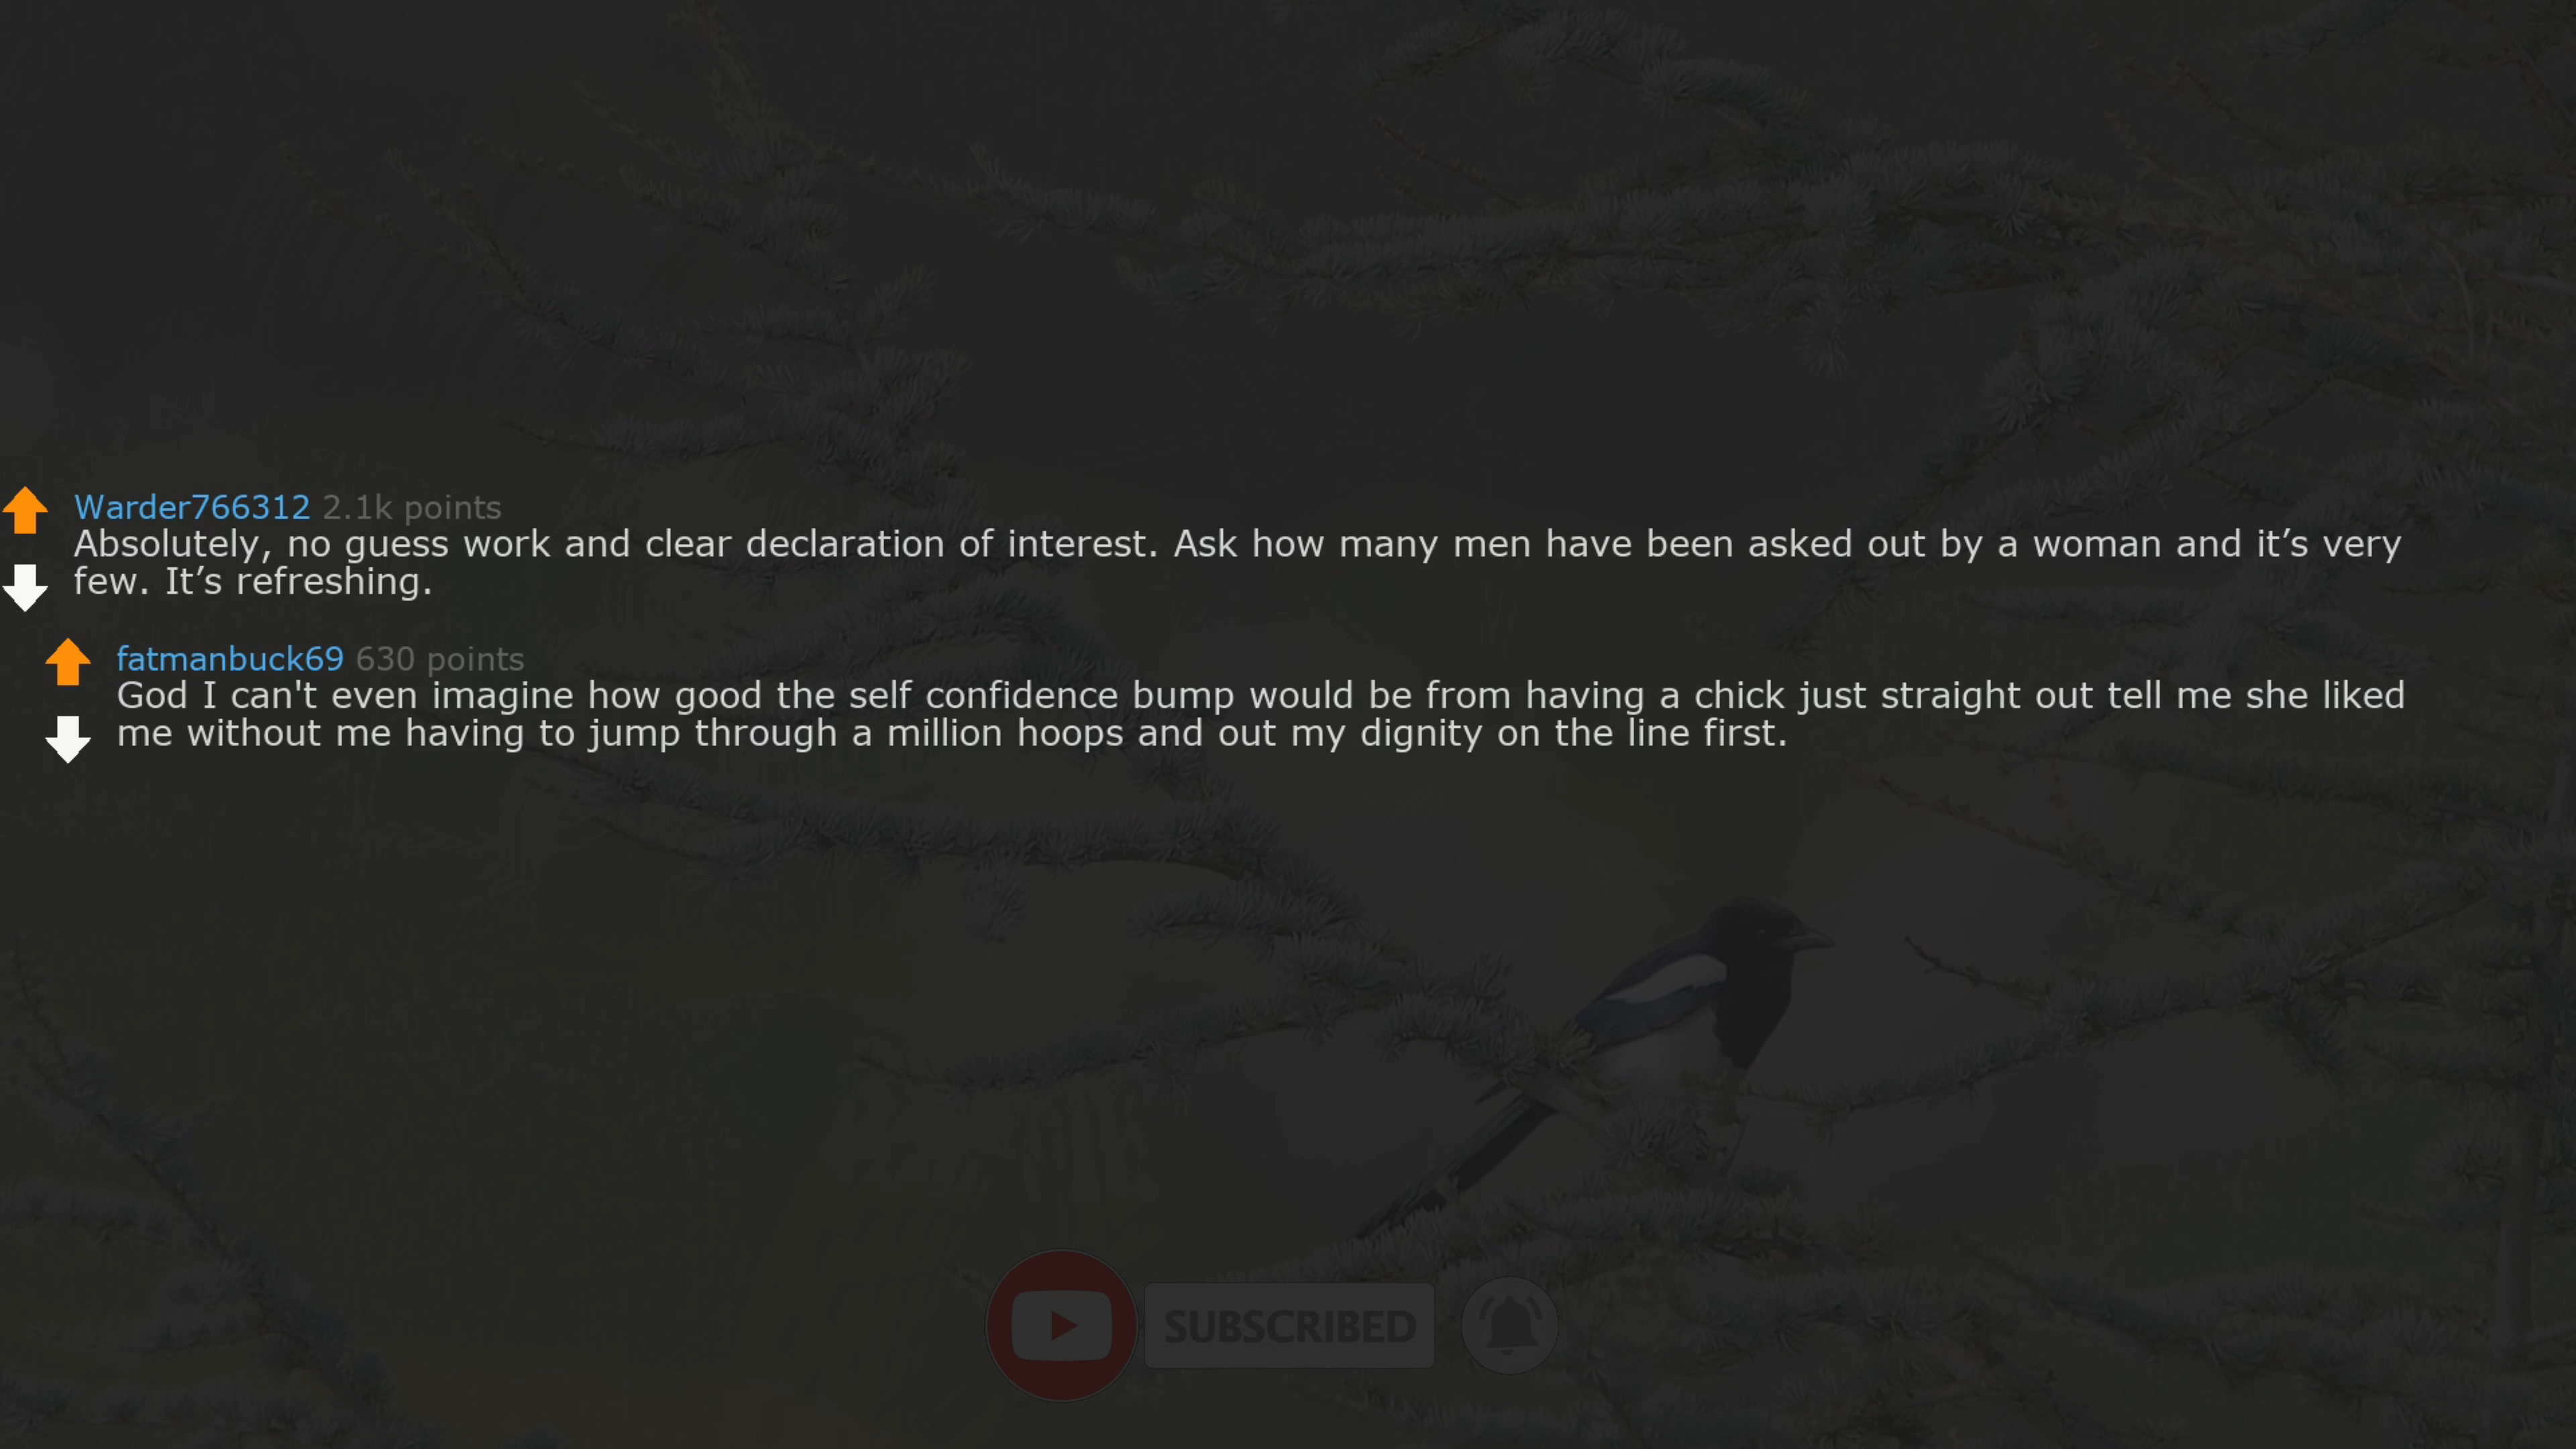 Warder766312 2.1k points
Absolutely, no guess work and clear declaration of interest. Ask how many men have been asked out by a woman and it’s very
few. It’s refreshing.
fatmanbuck69 630 points
God I can't even imagine how good the self confidence bump would be from having a chick just straight out tell me she liked
me without me having to jump through a million hoops and out my dignity on the line first.
SUBSCRIBED